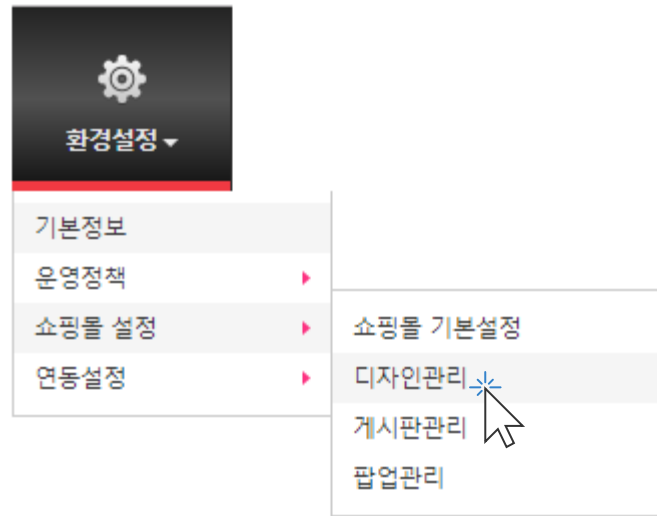 환경설정
기본정보
운영정책
쇼핑몰 설정
연동설정
쇼핑몰 기본설정
디자인관리
게시판관리
팝업관리